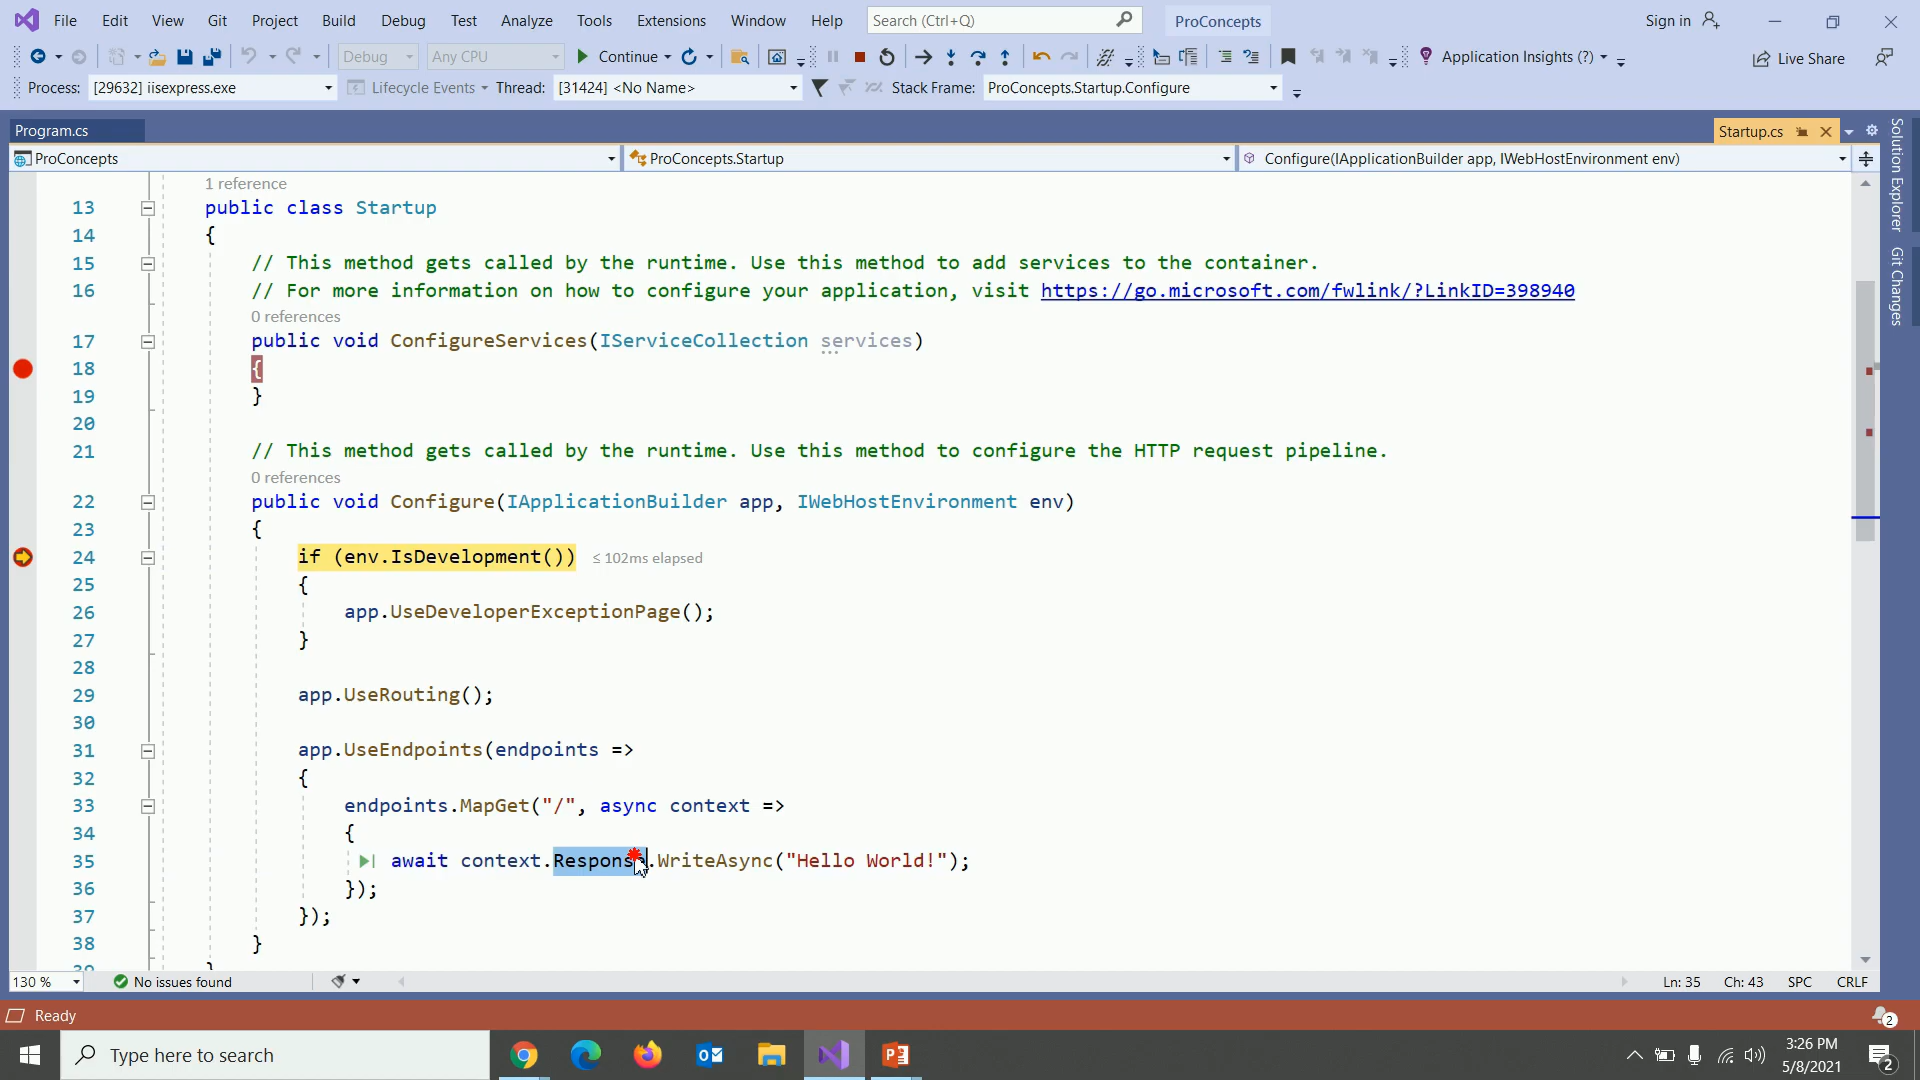 File Edit View Git Project Build Debug Test Analyze Tools Extensions Window Help Search (Ctrl+Q) ProConcepts Sign in
Debug Any CPU Continue Application Insights (?) Live Share
Process: [29632] iisexpress.exe Lifecycle Events Thread: [31424] <No Name> Stack Frame: ProConcepts.Startup.Configure
Program.cs Startup.cs
ProConcepts ProConcepts.Startup Configure(IApplicationBuilder app, IWebHostEnvironment env)
Solution Explorer
Git Changes
1 reference
13 public class Startup
14 {
15 // This method gets called by the runtime. Use this method to add services to the container.
16 // For more information on how to configure your application, visit https://go.microsoft.com/fwlink/?LinkID=398940
0 references
17 public void ConfigureServices(IServiceCollection services)
18 {
19 }
20
21 // This method gets called by the runtime. Use this method to configure the HTTP request pipeline.
0 references
22 public void Configure(IApplicationBuilder app, IWebHostEnvironment env)
23 {
24 if (env.IsDevelopment()) ≤ 102ms elapsed
25 {
26 app.UseDeveloperExceptionPage();
27 }
28
29 app.UseRouting();
30
31 app.UseEndpoints(endpoints =>
32 {
33 endpoints.MapGet("/", async context =>
34 {
35 await context.Response.WriteAsync("Hello World!");
36 });
37 });
38 }
39 }
130 % No issues found Ln: 35 Ch: 43 SPC CRLF
Ready 2
Type here to search 3:26 PM
5/8/2021 2